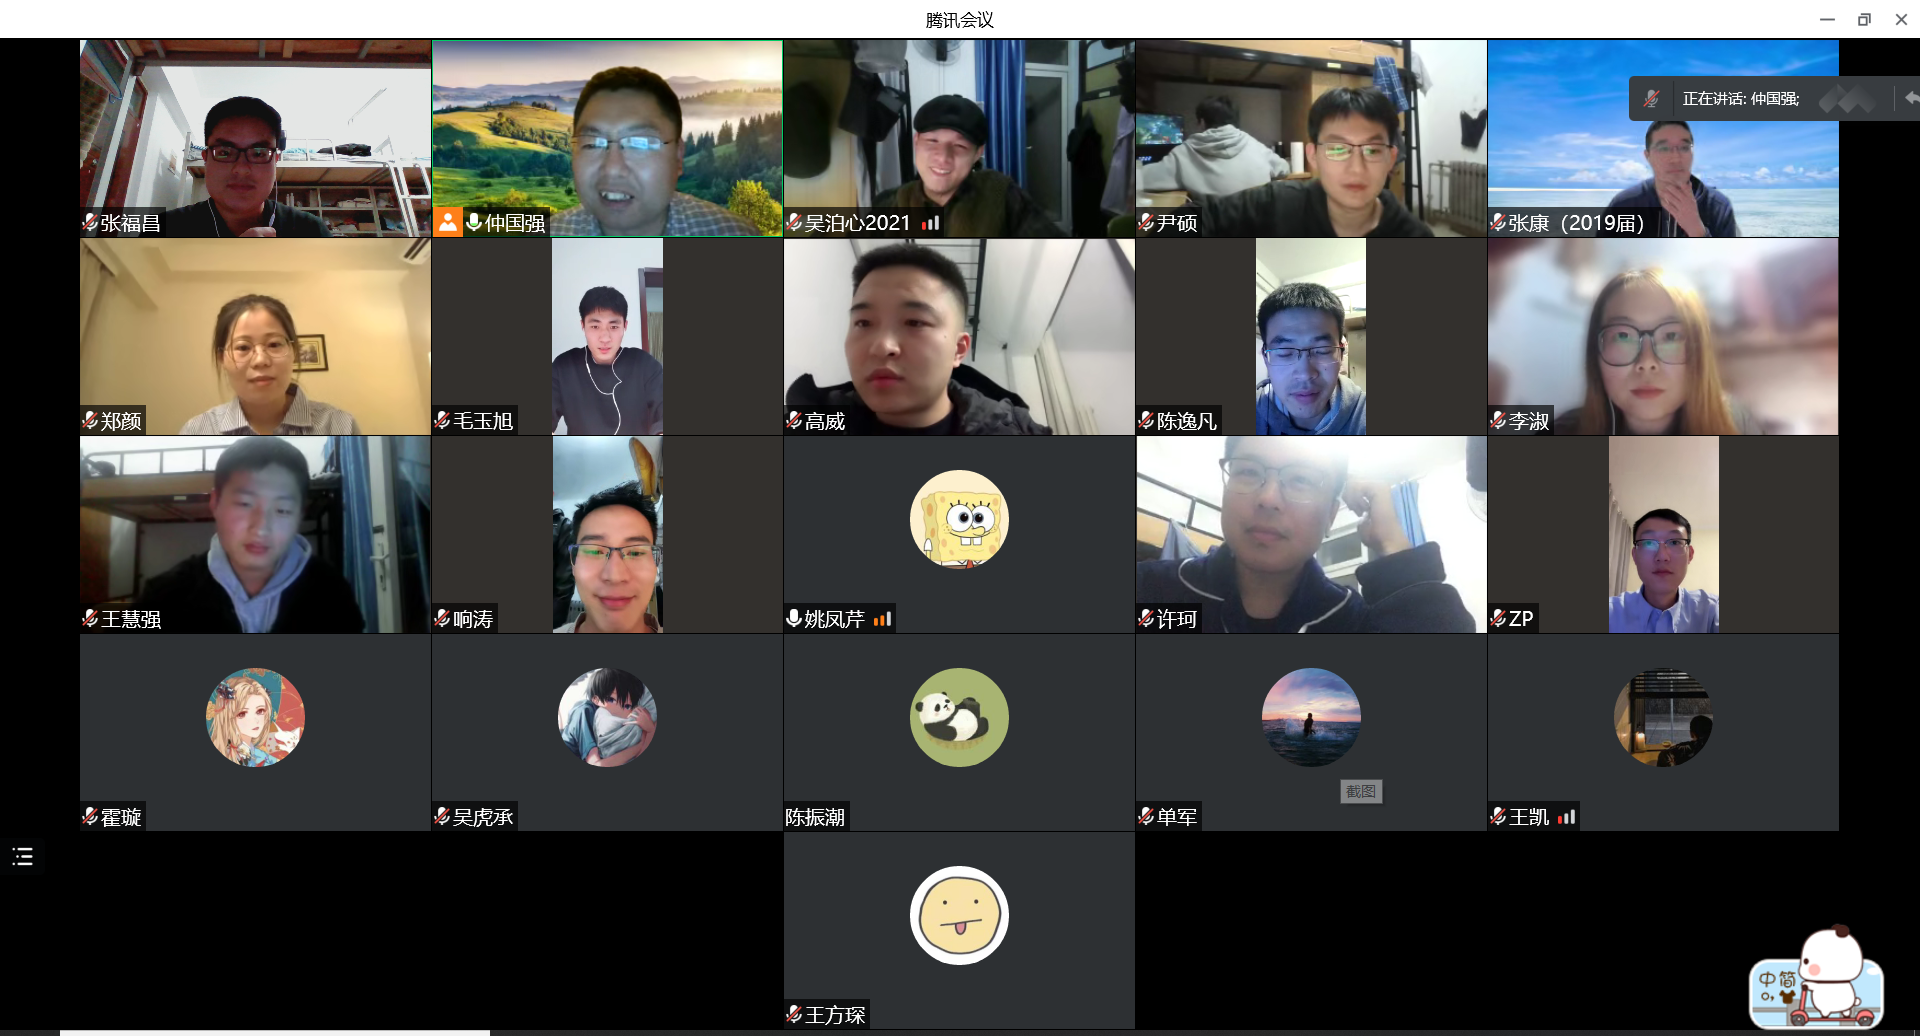 腾讯会议
正在讲话: 仲国强;
张福昌
仲国强
吴泊心2021
尹硕
张康（2019届）
郑颜
毛玉旭
高威
陈逸凡
李淑
王慧强
响涛
姚凤芹
许珂
ZP
霍璇
吴虎承
陈振潮
单军
截图
王凯
王方琛
中简